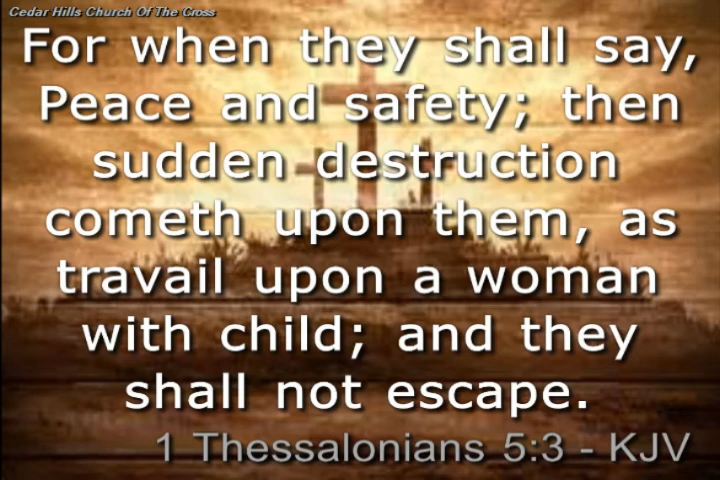 Cedar Hills Church Of The Cross
For when they shall say,
Peace and safety; then
sudden destruction
cometh upon them, as
travail upon a woman
with child; and they
shall not escape.
1 Thessalonians 5:3 - KJV